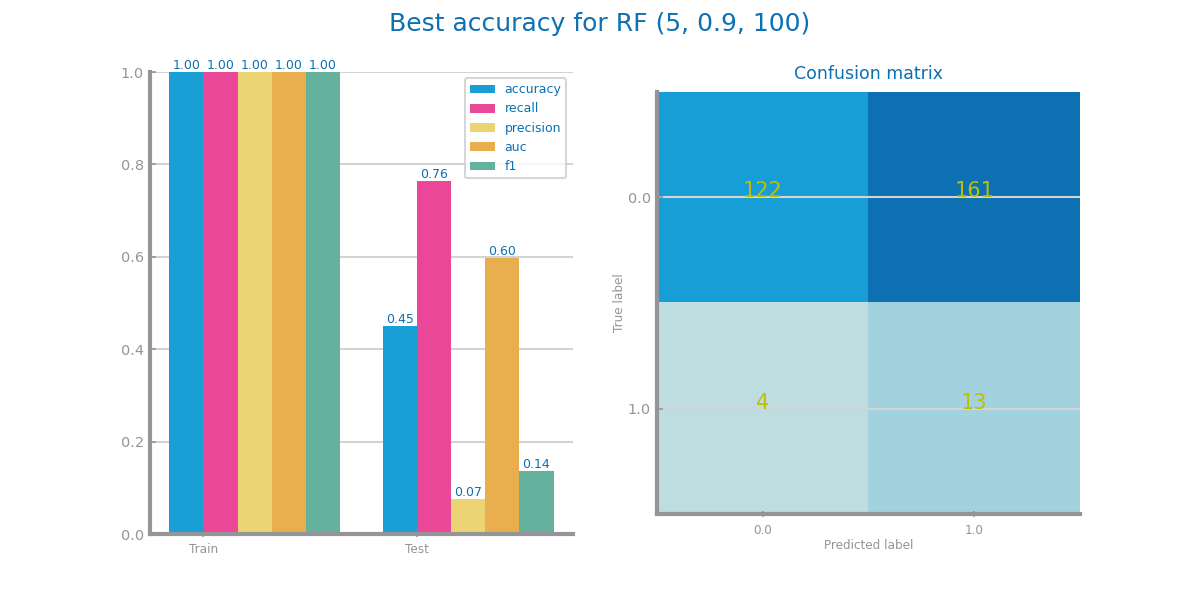 Best accuracy for RF (5, 0.9, 100)
1.00 1.00 1.00 1.00 1.00
1.0
0.8
0.6
0.4
0.2
0.0
accuracy
recall
precision
auc
f1
0.76
0.60
0.45
0.14
0.07
Train Test
Confusion matrix
True label
0.0
1.0
122 161
4 13
0.0 1.0
Predicted label